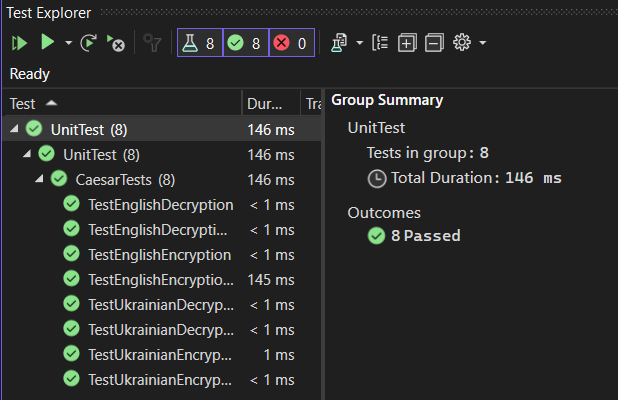 Test Explorer
8 8 0
Ready
Test Dur... Tra
UnitTest (8) 146 ms
UnitTest (8) 146 ms
CaesarTests (8) 146 ms
TestEnglishDecryption < 1 ms
TestEnglishDecrypti... < 1 ms
TestEnglishEncryption < 1 ms
TestEnglishEncryptio... 145 ms
TestUkrainianDecryp... < 1 ms
TestUkrainianDecryp... < 1 ms
TestUkrainianEncryp... 1 ms
TestUkrainianEncryp... < 1 ms
Group Summary
UnitTest
Tests in group: 8
Total Duration: 146 ms
Outcomes
8 Passed